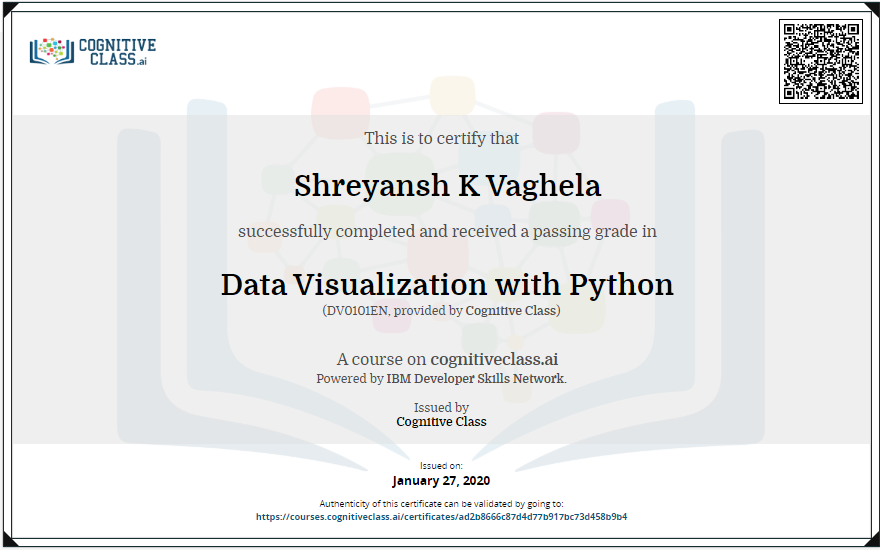 COGNITIVE
CLASS.ai
This is to certify that
Shreyansh K Vaghela
successfully completed and received a passing grade in
Data Visualization with Python
(DV0101EN, provided by Cognitive Class)
A course on cognitiveclass.ai
Powered by IBM Developer Skills Network.
Issued by
Cognitive Class
Issued on:
January 27, 2020
Authenticity of this certificate can be validated by going to:
https://courses.cognitiveclass.ai/certificates/ad2b8666c87d4d77b917bc73d458b9b4